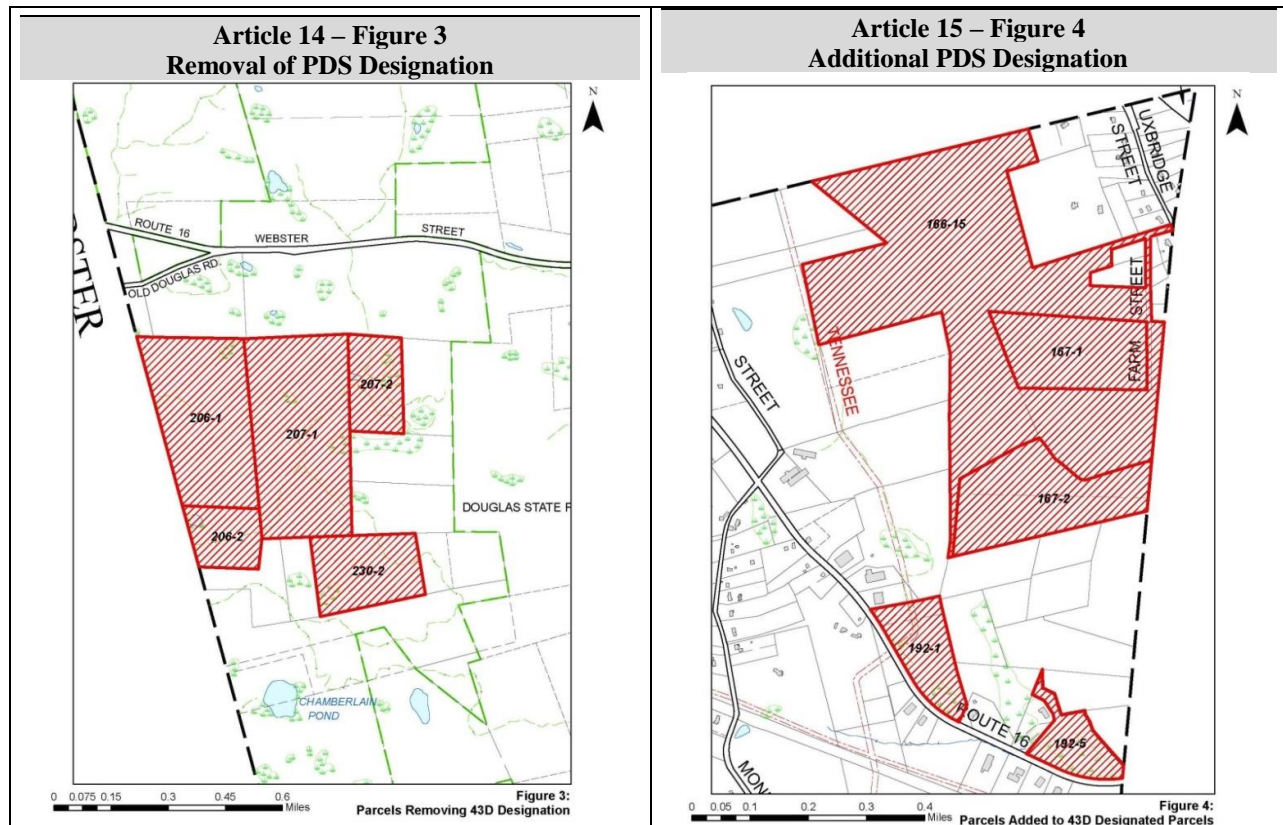 Article 14 – Figure 3
Removal of PDS Designation
N
ROUTE 16
WEBSTER
STREET
OLD DOUGLAS RD.
206-1
207-1
207-2
206-2
230-2
DOUGLAS STATE F
CHAMBERLAIN
POND
0 0.075 0.15 0.3 0.45 0.6
Miles
Figure 3:
Parcels Removing 43D Designation
Article 15 – Figure 4
Additional PDS Designation
N
UXBRIDGE
STREET
166-15
FARM STREET
167-1
TENNESSEE
STREET
167-2
192-1
ROUTE 16
192-5
MON
0 0.05 0.1 0.2 0.3 0.4
Miles
Figure 4:
Parcels Added to 43D Designated Parcels